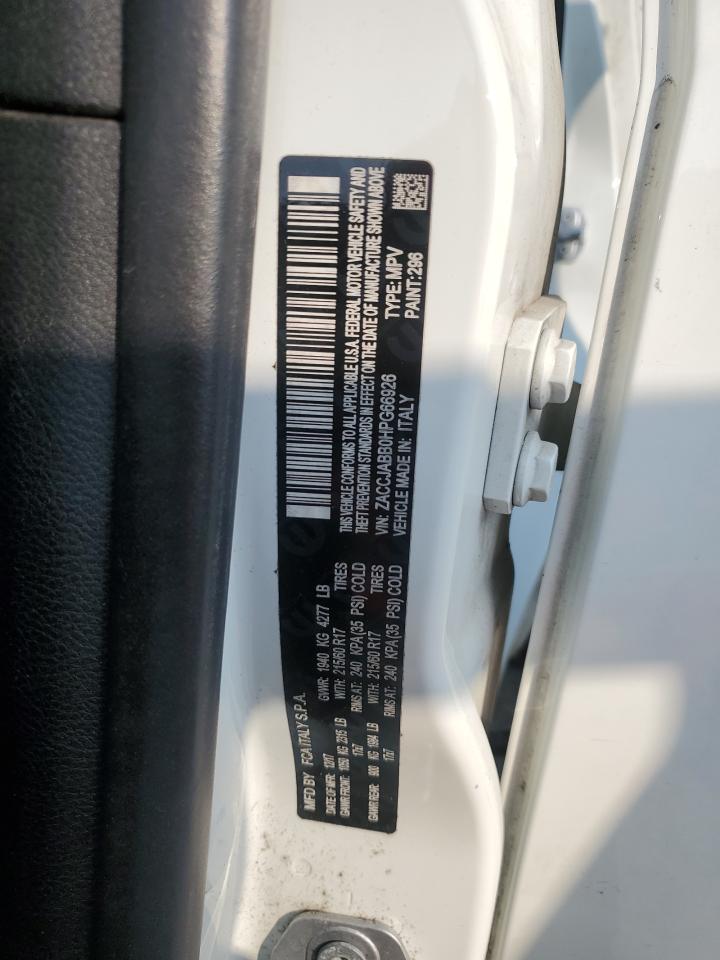 MFD BY FCA ITALY S.P.A.
DATE OF MFR: 12/17 GVWR: 1940 KG 4277 LB
GAWR FRONT: 1050 KG 2315 LB WITH: 215/60 R17 TIRES
17x7 RIMS AT: 240 KPA (35 PSI) COLD
GAWR REAR: 900 KG 1984 LB WITH: 215/60 R17 TIRES
17x7 RIMS AT: 240 KPA (35 PSI) COLD
THIS VEHICLE CONFORMS TO ALL APPLICABLE U.S.A. FEDERAL MOTOR VEHICLE SAFETY AND
THEFT PREVENTION STANDARDS IN EFFECT ON THE DATE OF MANUFACTURE SHOWN ABOVE
VIN: ZACCJABB0HPG66926 TYPE: MPV
VEHICLE MADE IN: ITALY PAINT: 296